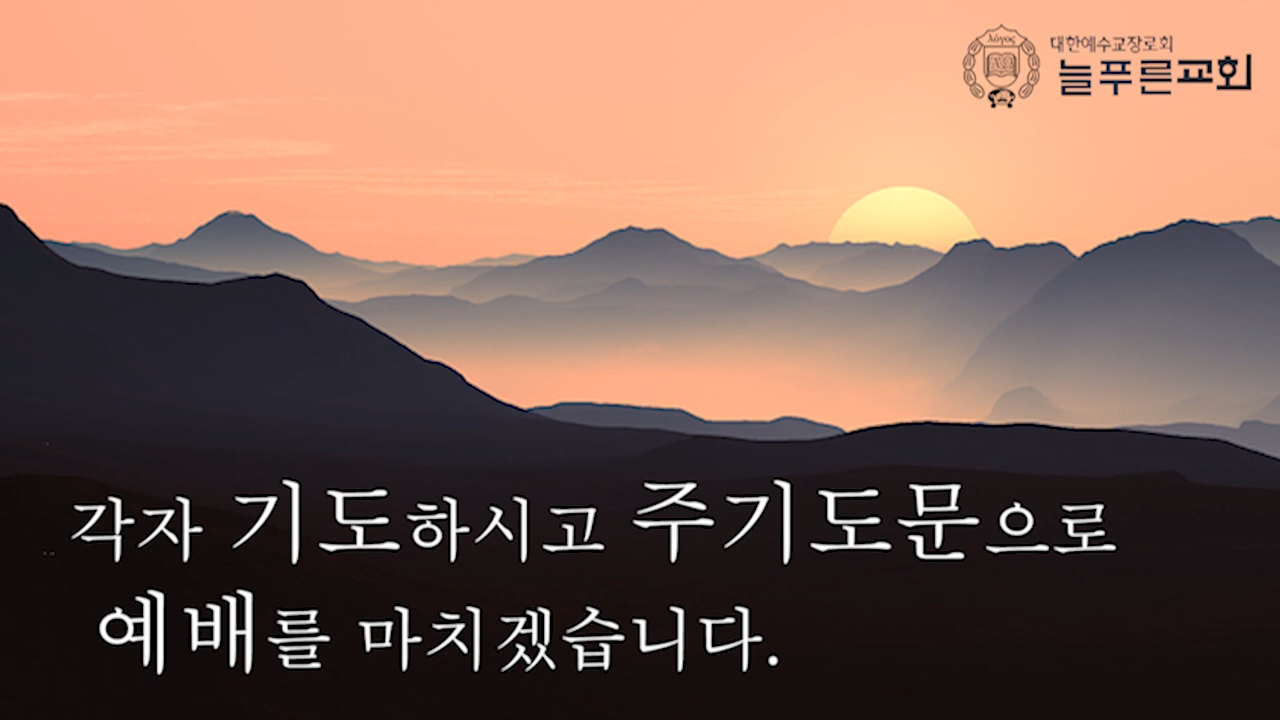 λόγος
대한예수교장로회
늘푸른교회
각자 기도하시고 주기도문으로
예배를 마치겠습니다.